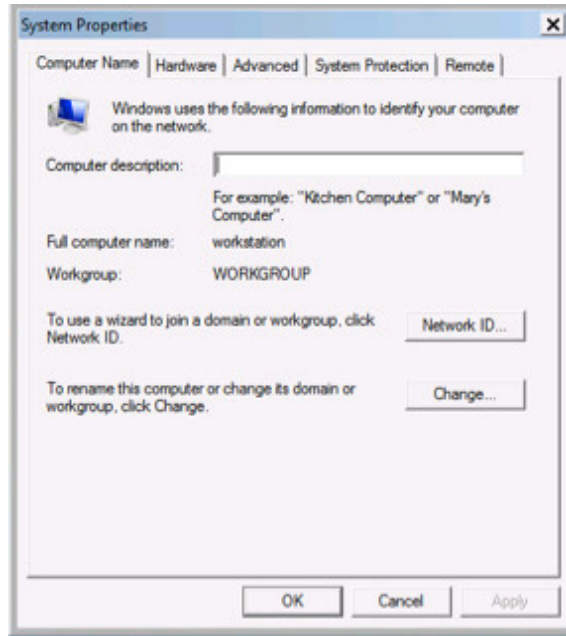 System Properties
Computer Name Hardware Advanced System Protection Remote
Windows uses the following information to identify your computer
on the network.
Computer description:
For example: "Kitchen Computer" or "Mary's
Computer".
Full computer name: workstation
Workgroup: WORKGROUP
To use a wizard to join a domain or workgroup, click
Network ID.
Network ID...
To rename this computer or change its domain or
workgroup, click Change.
Change...
OK Cancel Apply